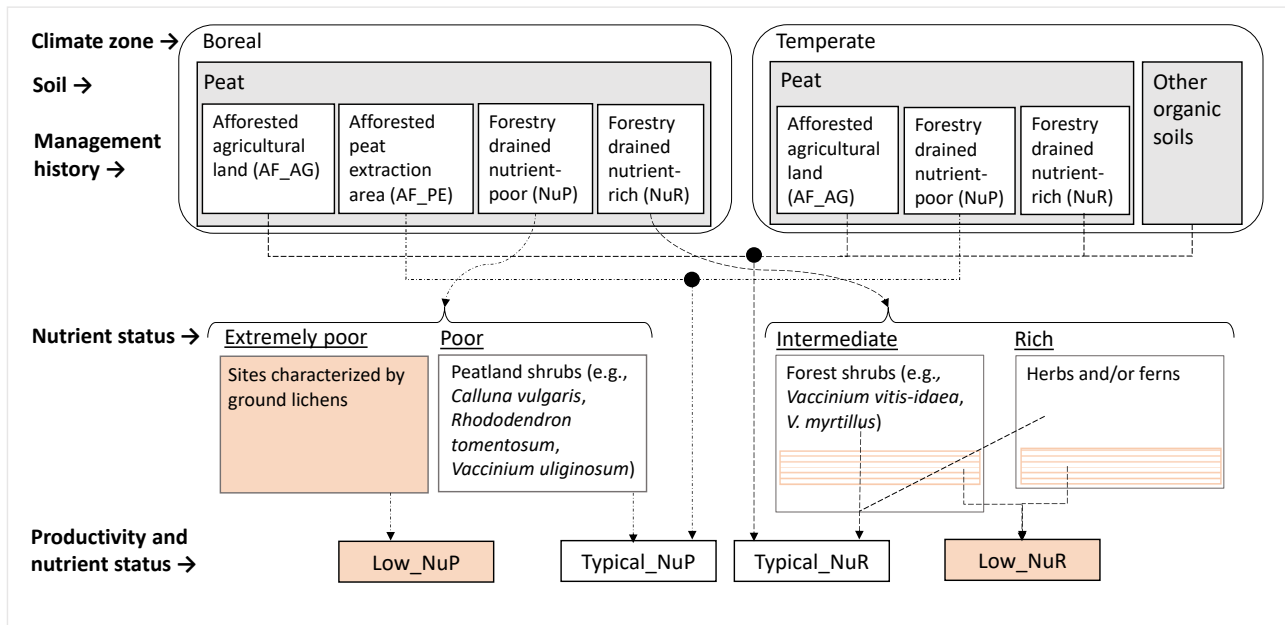 Climate zone →
Boreal
Temperate
Soil →
Peat
Peat
Other
organic
soils
Management
history →
Afforested
agricultural
land (AF_AG)
Afforested
peat
extraction
area (AF_PE)
Forestry
drained
nutrient-
poor (NuP)
Forestry
drained
nutrient-
rich (NuR)
Afforested
agricultural
land
(AF_AG)
Forestry
drained
nutrient-
poor (NuP)
Forestry
drained
nutrient-
rich (NuR)
Nutrient status →
Extremely poor
Sites characterized by
ground lichens
Poor
Peatland shrubs (e.g.,
Calluna vulgaris,
Rhododendron
tomentosum,
Vaccinium uliginosum)
Intermediate
Forest shrubs (e.g.,
Vaccinium vitis-idaea,
V. myrtillus)
Rich
Herbs and/or ferns
Productivity and
nutrient status →
Low_NuP
Typical_NuP
Typical_NuR
Low_NuR